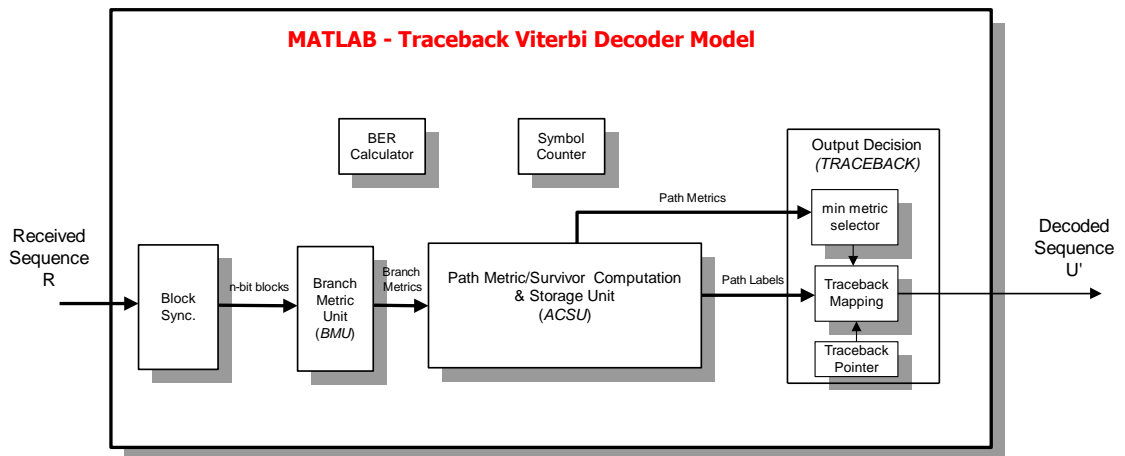 MATLAB - Traceback Viterbi Decoder Model
BER
Calculator
Symbol
Counter
Output Decision
(TRACEBACK)
Path Metrics
min metric
selector
Received
Sequence
R
Decoded
Sequence
U'
Block
Sync.
n-bit blocks
Branch
Metric
Unit
(BMU)
Branch
Metrics
Path Metric/Survivor Computation
& Storage Unit
(ACSU)
Path Labels
Traceback
Mapping
Traceback
Pointer